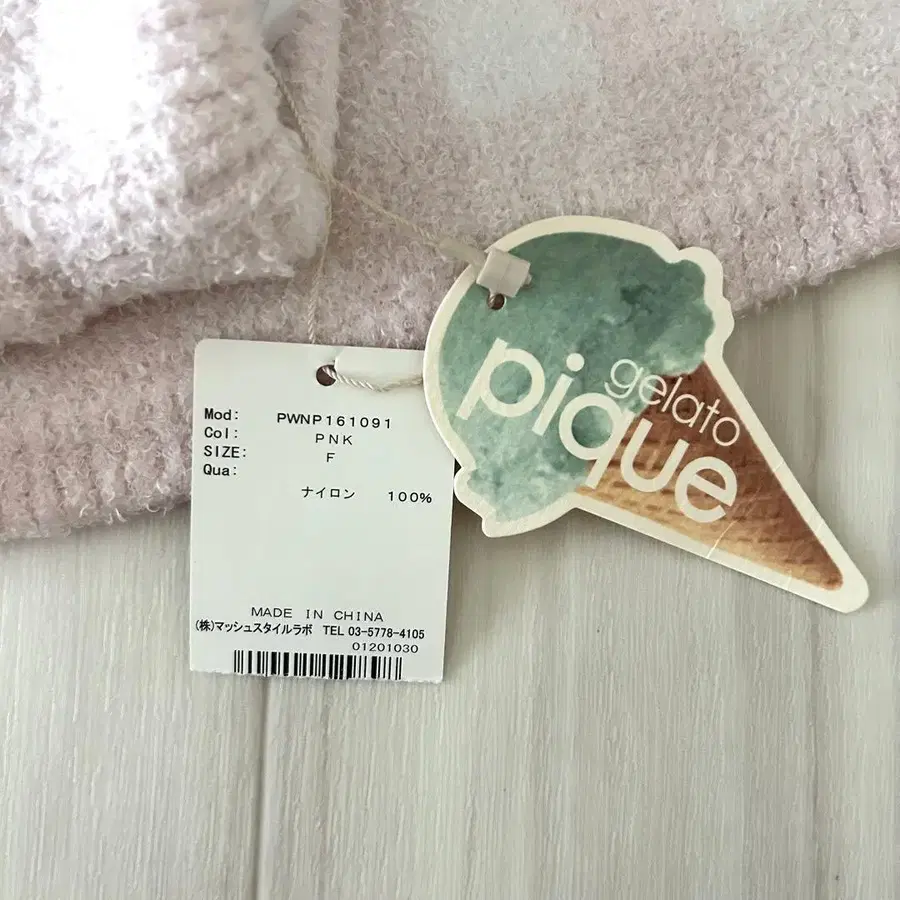 Mod: PWNP161091
Col: PNK
SIZE: F
Qua:
ナイロン 100%
MADE IN CHINA
(株)マッシュスタイルラボ TEL 03-5778-4105
01201030
gelato
pique